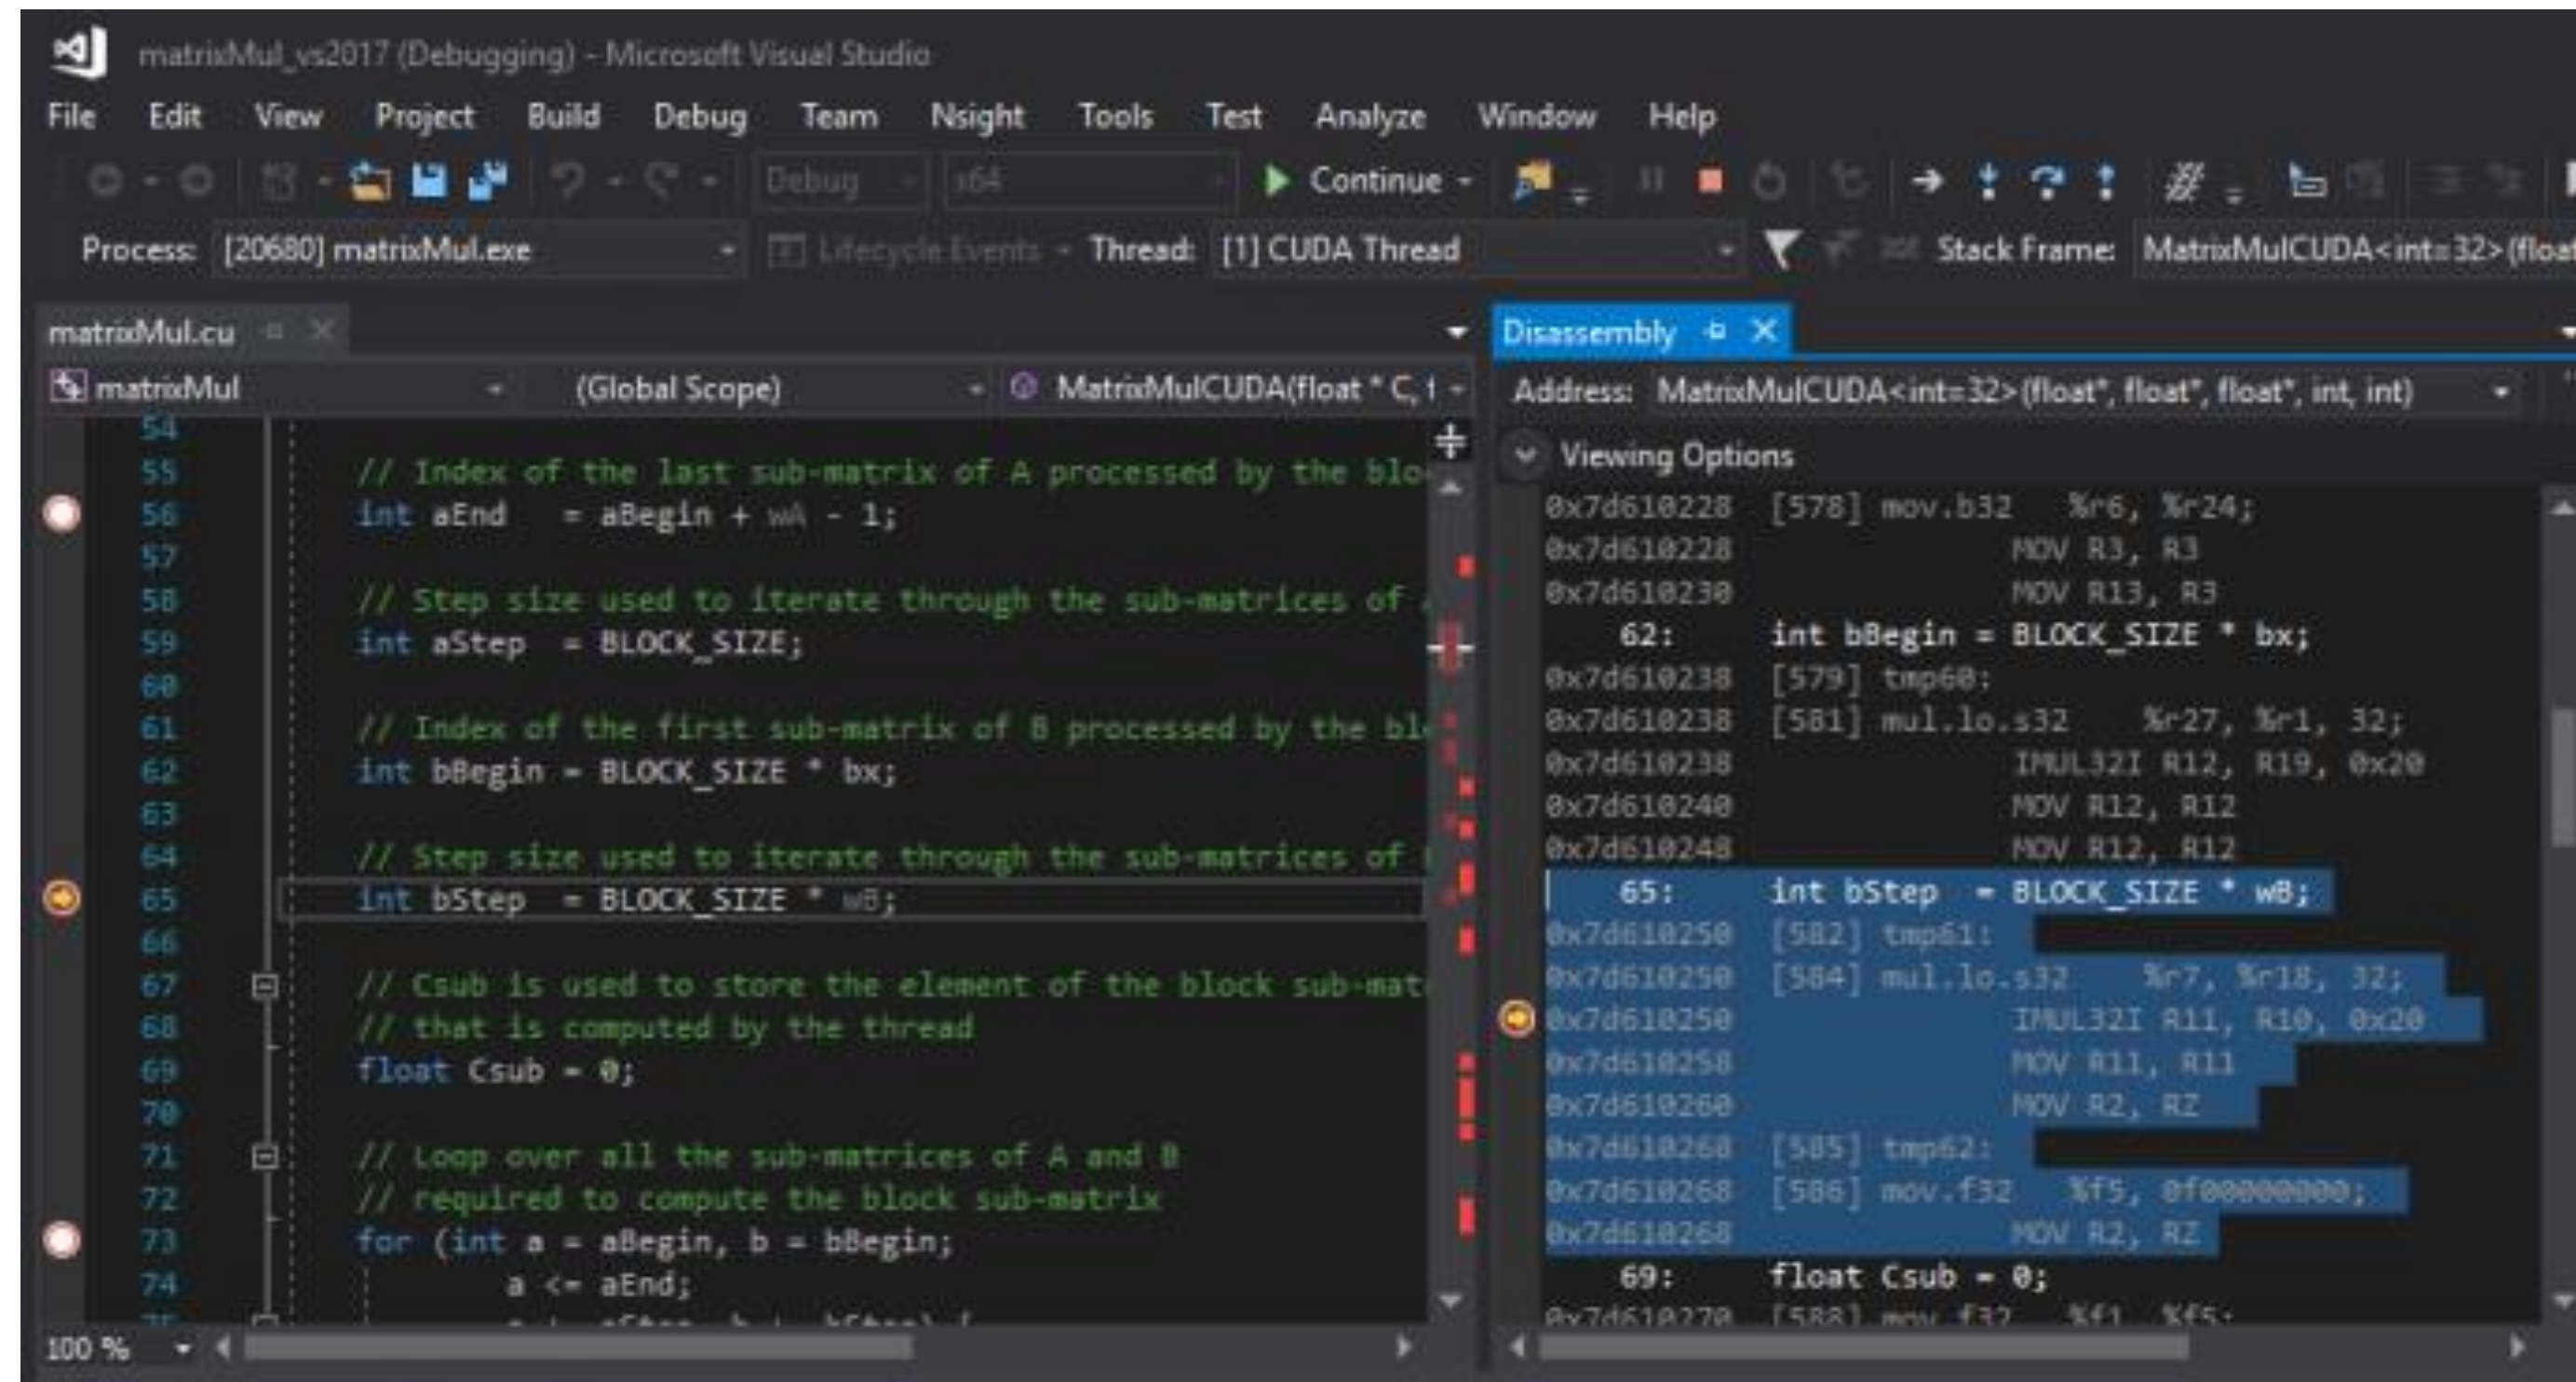 matrixMul_vs2017 (Debugging) - Microsoft Visual Studio
File Edit View Project Build Debug Team Nsight Tools Test Analyze Window Help
Debug x64 Continue
Process: [20680] matrixMul.exe Lifecycle Events Thread: [1] CUDA Thread Stack Frame: MatrixMulCUDA<int=32>(float
matrixMul.cu
matrixMul (Global Scope) MatrixMulCUDA(float * C, f
54
55 // Index of the last sub-matrix of A processed by the blo
56 int aEnd   = aBegin + wA - 1;
57
58 // Step size used to iterate through the sub-matrices of
59 int aStep  = BLOCK_SIZE;
60
61 // Index of the first sub-matrix of B processed by the bl
62 int bBegin = BLOCK_SIZE * bx;
63
64 // Step size used to iterate through the sub-matrices of
65 int bStep  = BLOCK_SIZE * wB;
66
67 // Csub is used to store the element of the block sub-mat
68 // that is computed by the thread
69 float Csub = 0;
70
71 // Loop over all the sub-matrices of A and B
72 // required to compute the block sub-matrix
73 for (int a = aBegin, b = bBegin;
74 a <= aEnd;
100 %
Disassembly
Address: MatrixMulCUDA<int=32>(float*, float*, float*, int, int)
Viewing Options
0x7d610228 [578] mov.b32 %r6, %r24;
0x7d610228 MOV R3, R3
0x7d610230 MOV R13, R3
62: int bBegin = BLOCK_SIZE * bx;
0x7d610238 [579] tmp60:
0x7d610238 [581] mul.lo.s32 %r27, %r1, 32;
0x7d610238 IMUL32I R12, R19, 0x20
0x7d610240 MOV R12, R12
0x7d610248 MOV R12, R12
65: int bStep  = BLOCK_SIZE * wB;
0x7d610250 [582] tmp61:
0x7d610250 [584] mul.lo.s32 %r7, %r18, 32;
0x7d610250 IMUL32I R11, R10, 0x20
0x7d610258 MOV R11, R11
0x7d610260 MOV R2, RZ
0x7d610268 [585] tmp62:
0x7d610268 [586] mov.f32 %f5, 0f00000000;
0x7d610268 MOV R2, RZ
69: float Csub = 0;
0x7d610270 [588] mov f32 %f1 %f5;